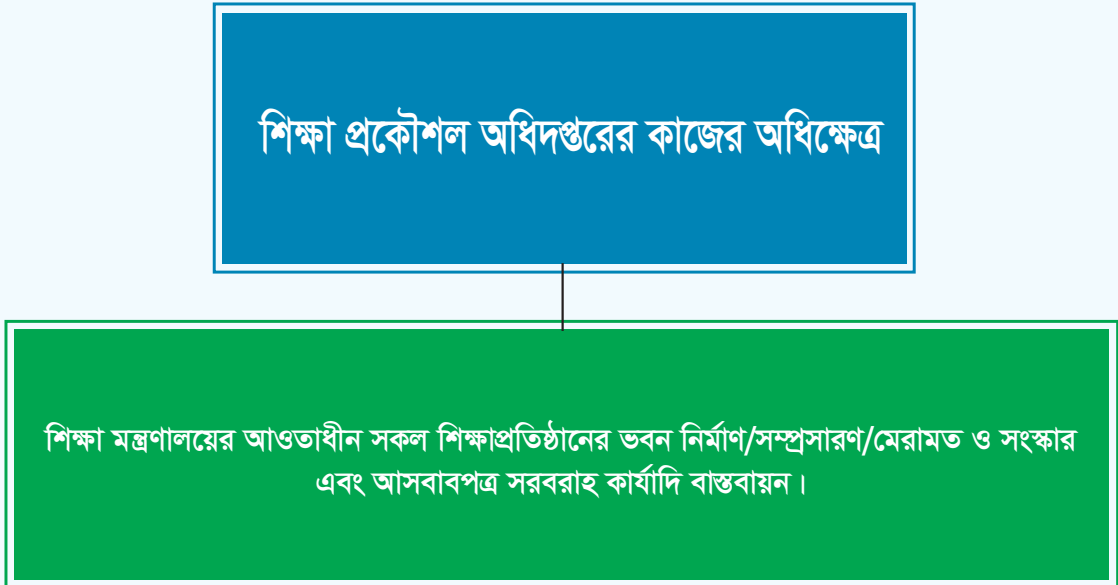 শিক্ষা প্রকৌশল অধিদপ্তরের কাজের অধিক্ষেত্র
শিক্ষা মন্ত্রণালয়ের আওতাধীন সকল শিক্ষাপ্রতিষ্ঠানের ভবন নির্মাণ/সম্প্রসারণ/মেরামত ও সংস্কার
এবং আসবাবপত্র সরবরাহ কার্যাদি বাস্তবায়ন।